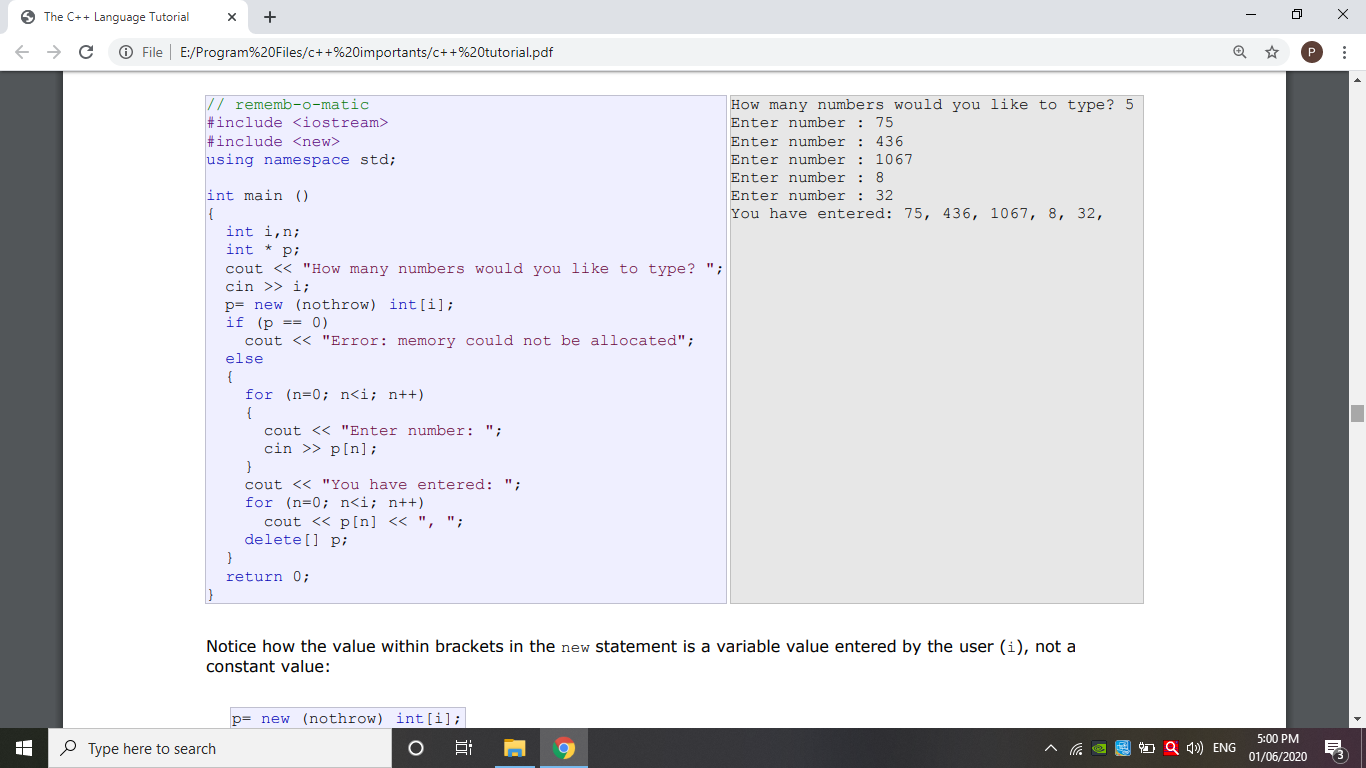 The C++ Language Tutorial
File E:/Program%20Files/c++%20importants/c++%20tutorial.pdf
P
// rememb-o-matic
#include <iostream>
#include <new>
using namespace std;
int main ()
{
int i,n;
int * p;
cout << "How many numbers would you like to type? ";
cin >> i;
p= new (nothrow) int[i];
if (p == 0)
cout << "Error: memory could not be allocated";
else
{
for (n=0; n<i; n++)
{
cout << "Enter number: ";
cin >> p[n];
}
cout << "You have entered: ";
for (n=0; n<i; n++)
cout << p[n] << ", ";
delete[] p;
}
return 0;
}
How many numbers would you like to type? 5
Enter number : 75
Enter number : 436
Enter number : 1067
Enter number : 8
Enter number : 32
You have entered: 75, 436, 1067, 8, 32,
Notice how the value within brackets in the new statement is a variable value entered by the user (i), not a
constant value:
p= new (nothrow) int[i];
Type here to search
ENG
5:00 PM
01/06/2020
3